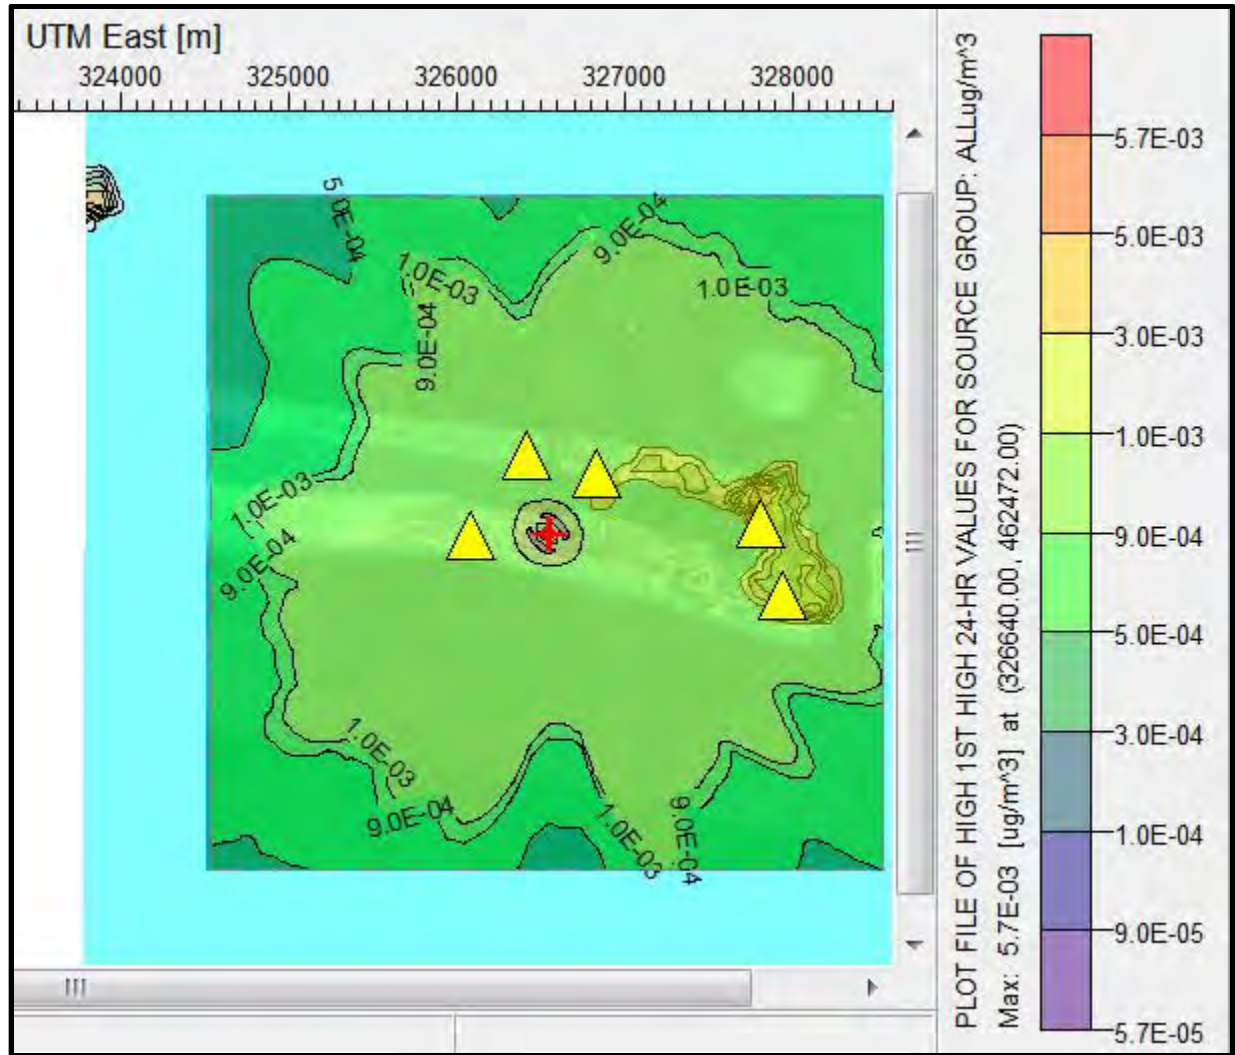 UTM East [m]
324000 325000 326000 327000 328000
5.0E-04
9.0E-04
1.0E-03
1.0E-03
9.0E-04
1.0E-03
9.0E-04
1.0E-03
9.0E-04
1.0E-03
9.0E-04
PLOT FILE OF HIGH 1ST HIGH 24-HR VALUES FOR SOURCE GROUP: ALLug/m^3
Max: 5.7E-03 [ug/m^3] at (326640.00, 462472.00)
5.7E-03
5.0E-03
3.0E-03
1.0E-03
9.0E-04
5.0E-04
3.0E-04
1.0E-04
9.0E-05
5.7E-05